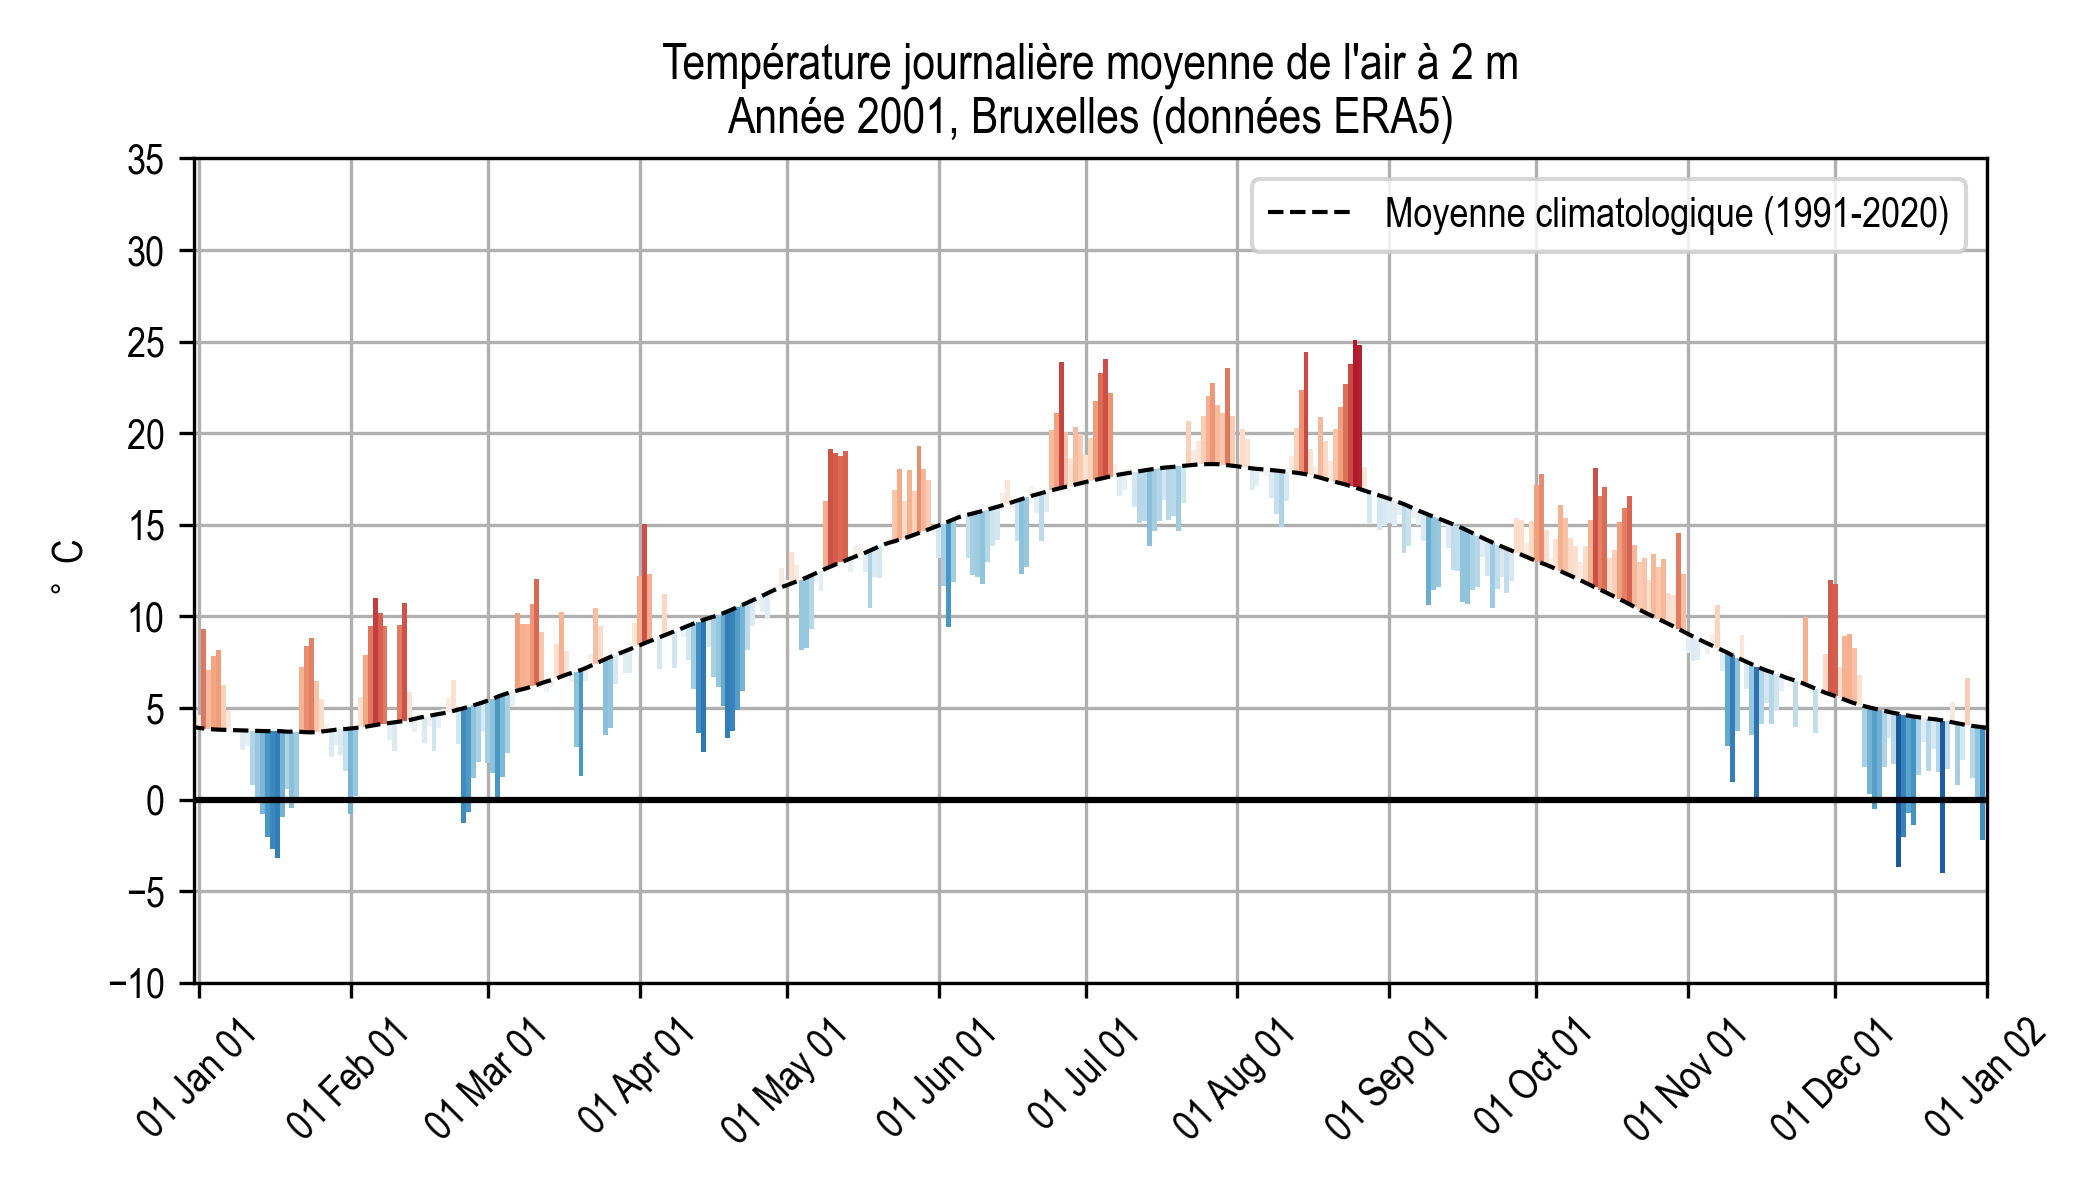 Température journalière moyenne de l'air à 2 m
Année 2001, Bruxelles (données ERA5)
Moyenne climatologique (1991-2020)
35
30
25
20
15
10
5
0
−5
−10
° C
01 Jan 01
01 Feb 01
01 Mar 01
01 Apr 01
01 May 01
01 Jun 01
01 Jul 01
01 Aug 01
01 Sep 01
01 Oct 01
01 Nov 01
01 Dec 01
01 Jan 02